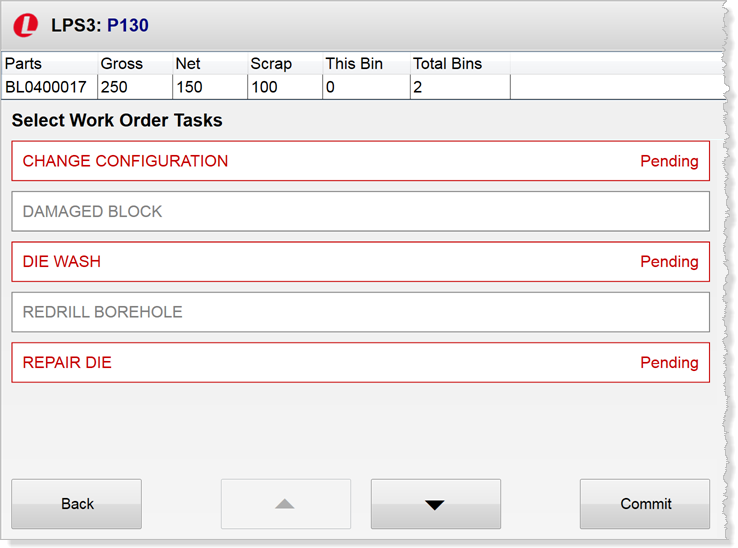 L LPS3: P130
Parts Gross Net Scrap This Bin Total Bins
BL0400017 250 150 100 0 2
Select Work Order Tasks
CHANGE CONFIGURATION Pending
DAMAGED BLOCK
DIE WASH Pending
REDRILL BOREHOLE
REPAIR DIE Pending
Back Commit